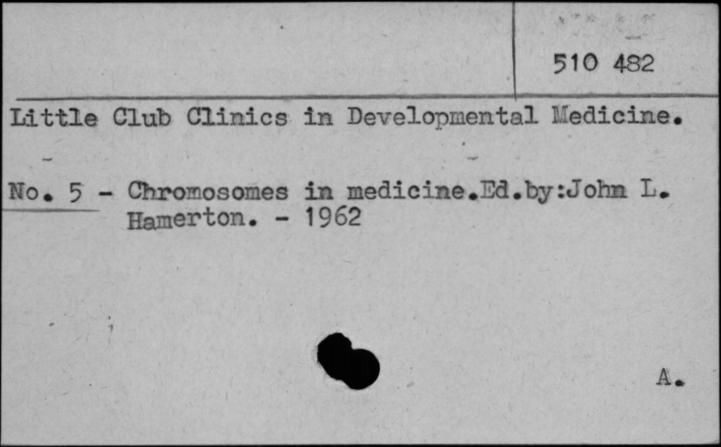 510 482
Little Club Clinics in Developmental Medicine.
No. 5 - Chromosomes in medicine.Ed.by:John L.
Hamerton. - 1962
A.